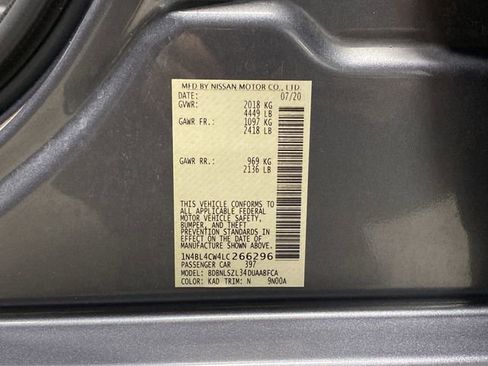 MFD BY NISSAN MOTOR CO., LTD.
DATE: 07/20
GVWR: 2018 KG
4449 LB
GAWR FR: 1097 KG
2418 LB
GAWR RR: 969 KG
2136 LB
THIS VEHICLE CONFORMS TO
ALL APPLICABLE FEDERAL
MOTOR VEHICLE SAFETY,
BUMPER, AND THEFT
PREVENTION STANDARDS IN
EFFECT ON THE DATE OF
MANUFACTURE SHOWN ABOVE.
1N4BL4CW4LC266296
PASSENGER CAR 397
MODEL: BDBNLSZL34DUAABFCA
COLOR: KAD TRIM: N 9N00A